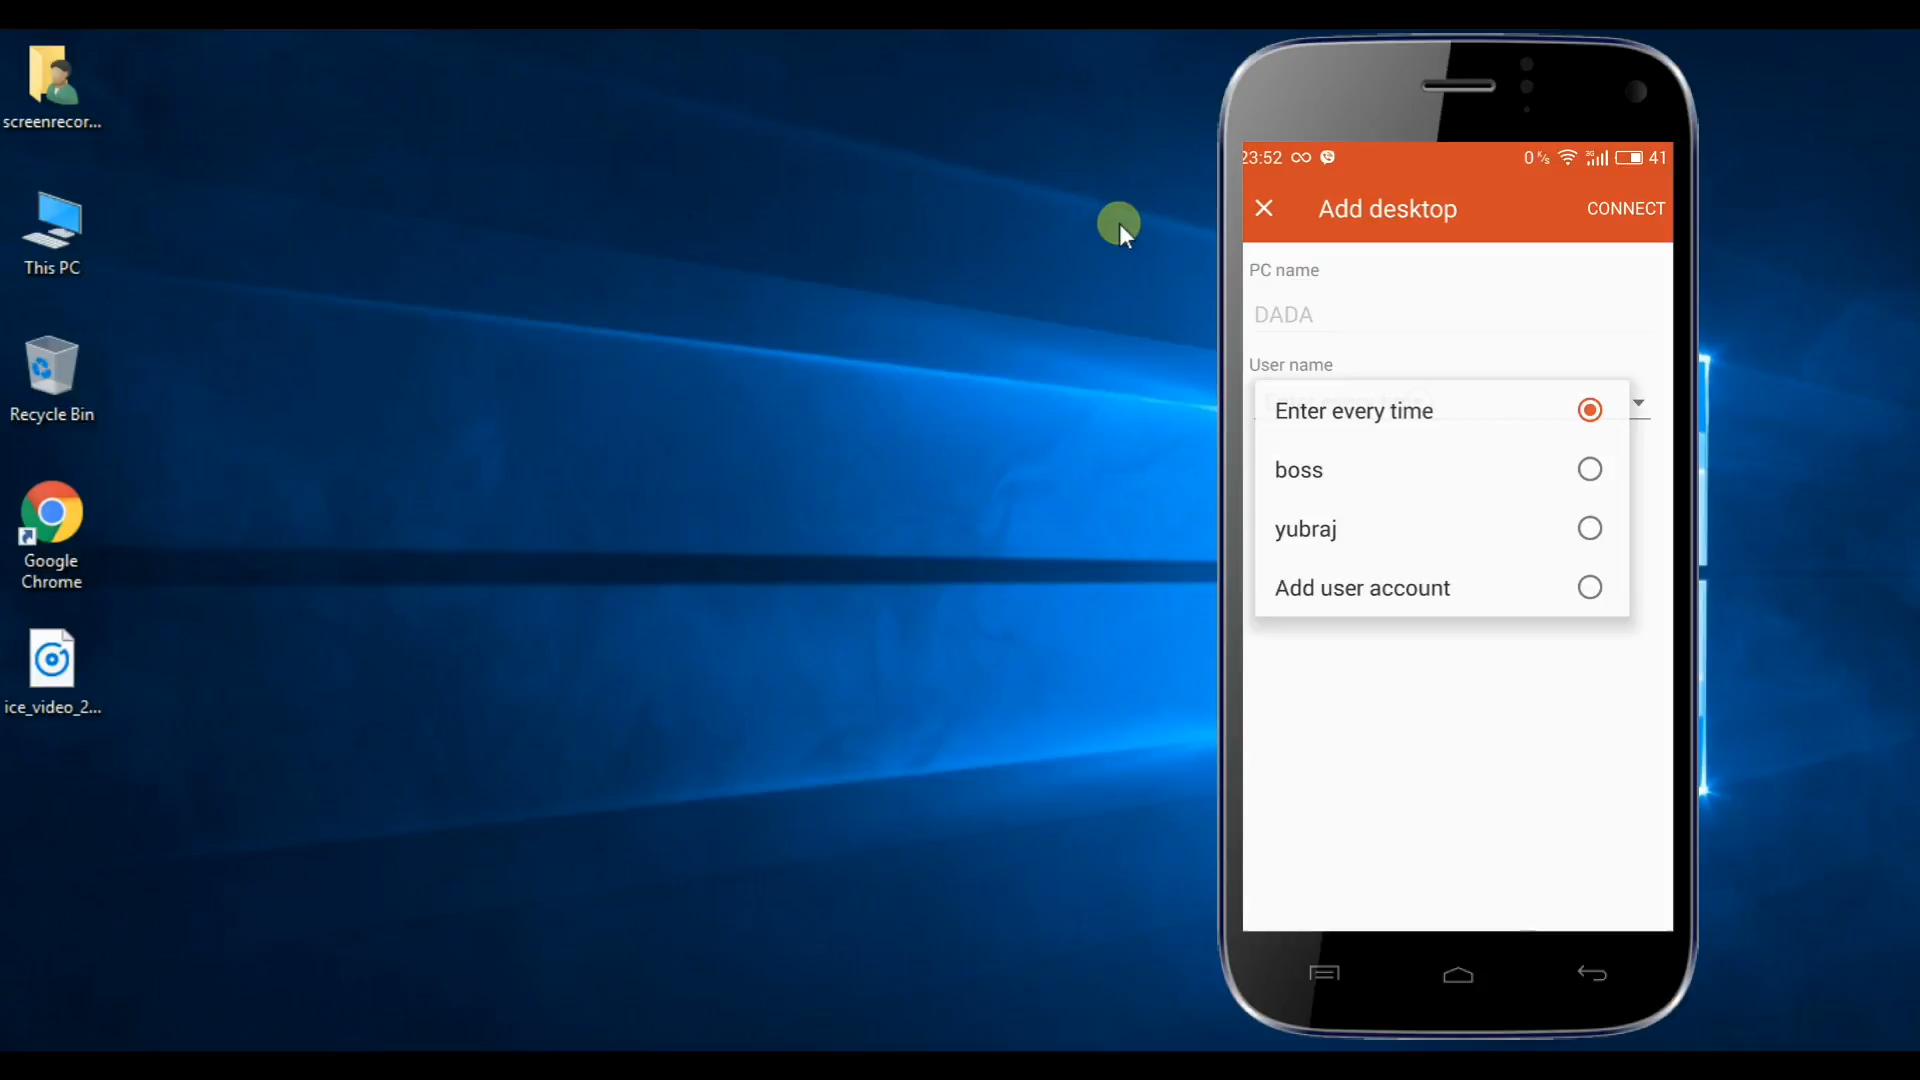 screenrecor...
This PC
Recycle Bin
Google
Chrome
ice_video_2...
23:52
0 K/s
3G
41
Add desktop
CONNECT
PC name
DADA
User name
Enter every time
boss
yubraj
Add user account